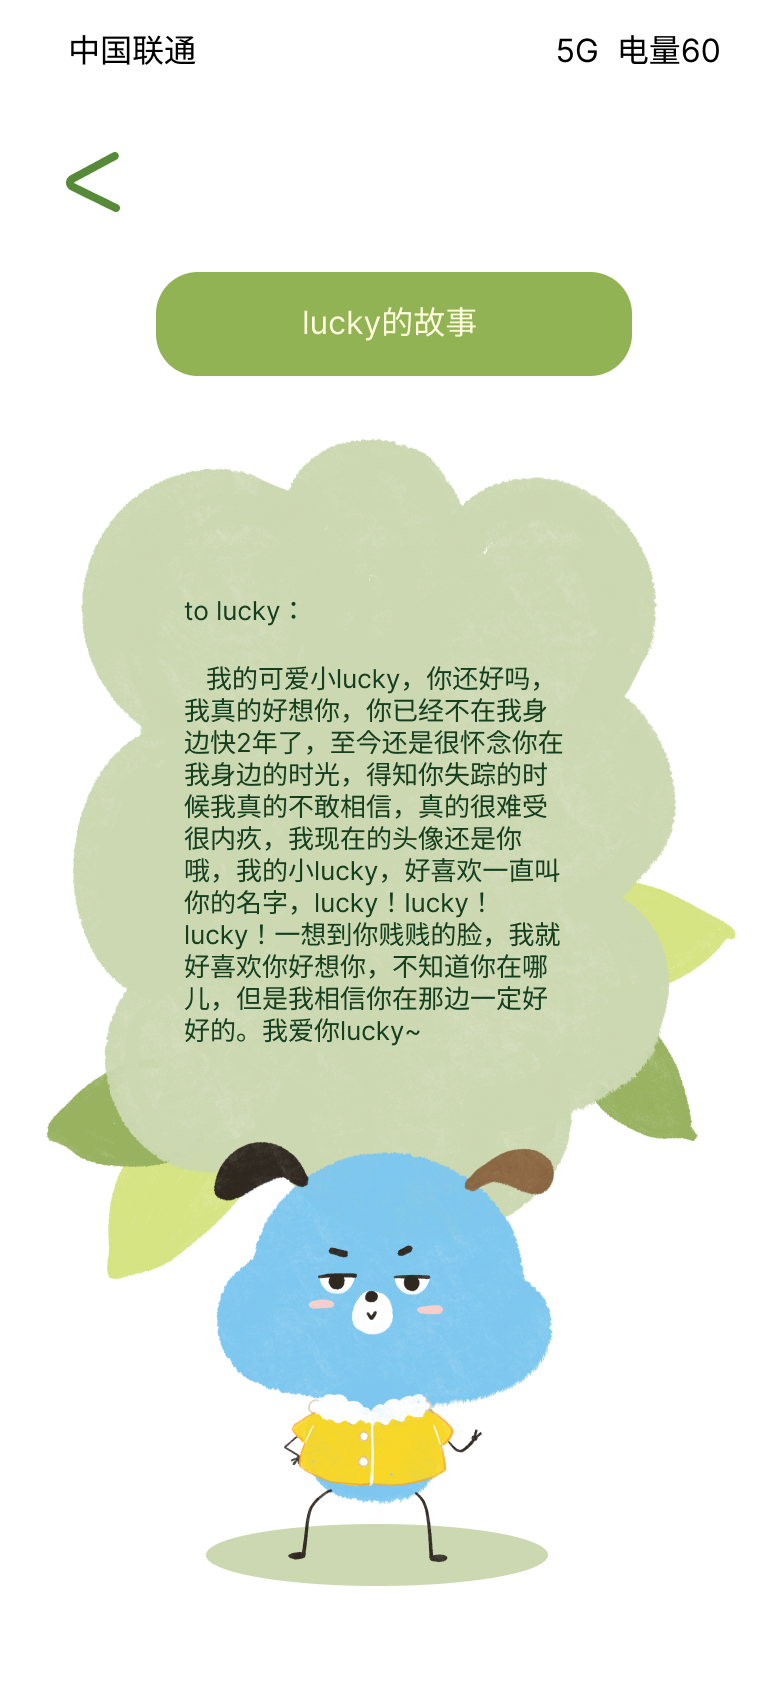 中国联通
5G 电量60
lucky的故事
to lucky：
我的可爱小lucky，你还好吗，
我真的好想你，你已经不在我身
边快2年了，至今还是很怀念你在
我身边的时光，得知你失踪的时
候我真的不敢相信，真的很难受
很内疚，我现在的头像还是你
哦，我的小lucky，好喜欢一直叫
你的名字，lucky！lucky！
lucky！一想到你贱贱的脸，我就
好喜欢你好想你，不知道你在哪
儿，但是我相信你在那边一定好
好的。我爱你lucky~